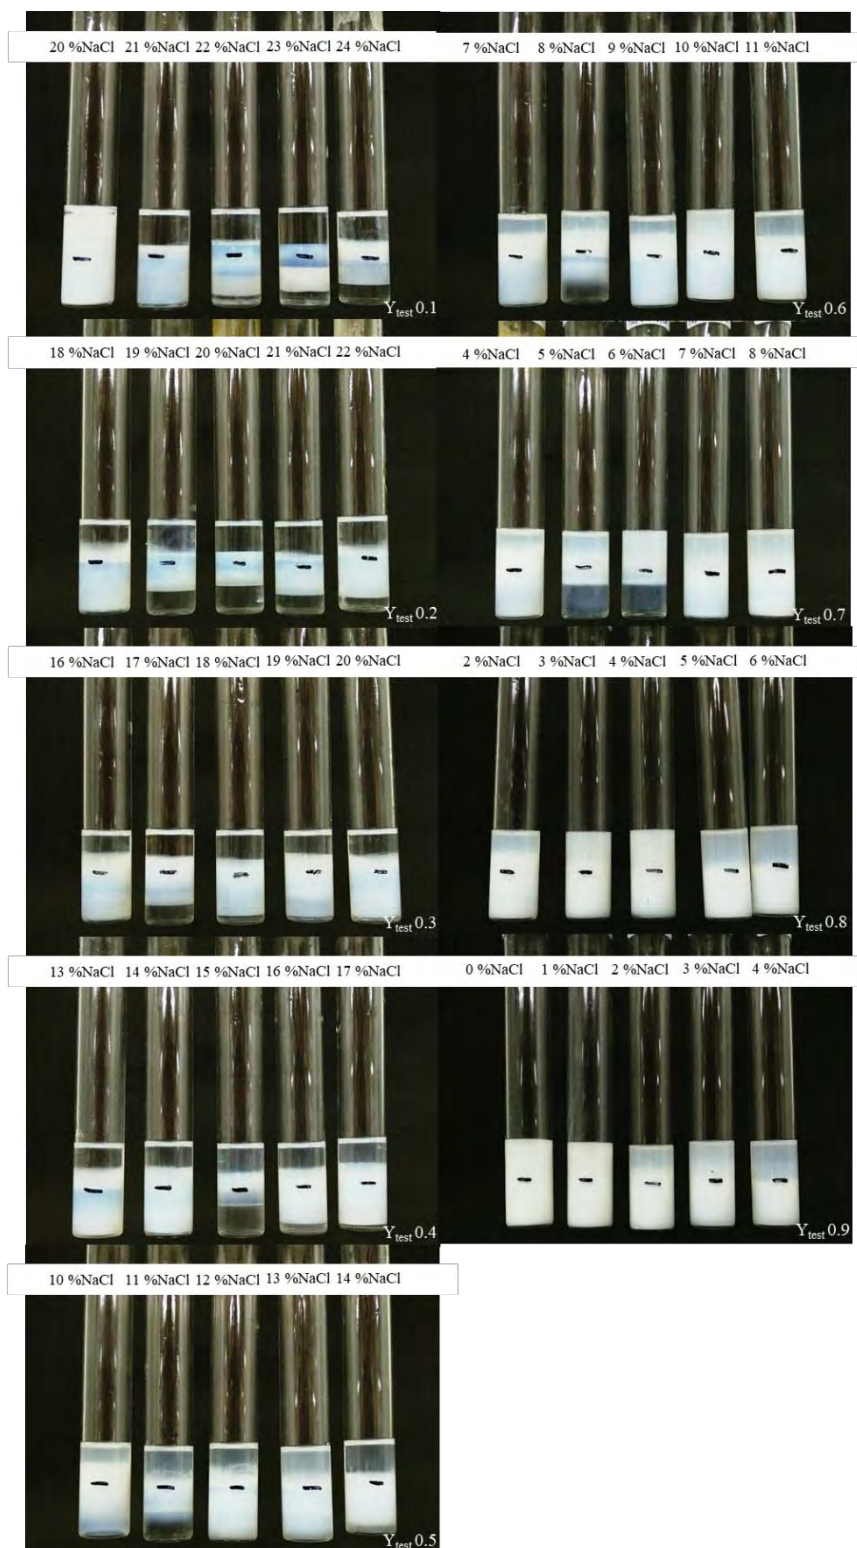 20 %NaCl 21 %NaCl 22 %NaCl 23 %NaCl 24 %NaCl
Ytest 0.1
18 %NaCl 19 %NaCl 20 %NaCl 21 %NaCl 22 %NaCl
Ytest 0.2
16 %NaCl 17 %NaCl 18 %NaCl 19 %NaCl 20 %NaCl
Ytest 0.3
13 %NaCl 14 %NaCl 15 %NaCl 16 %NaCl 17 %NaCl
Ytest 0.4
10 %NaCl 11 %NaCl 12 %NaCl 13 %NaCl 14 %NaCl
Ytest 0.5
7 %NaCl 8 %NaCl 9 %NaCl 10 %NaCl 11 %NaCl
Ytest 0.6
4 %NaCl 5 %NaCl 6 %NaCl 7 %NaCl 8 %NaCl
Ytest 0.7
2 %NaCl 3 %NaCl 4 %NaCl 5 %NaCl 6 %NaCl
Ytest 0.8
0 %NaCl 1 %NaCl 2 %NaCl 3 %NaCl 4 %NaCl
Ytest 0.9